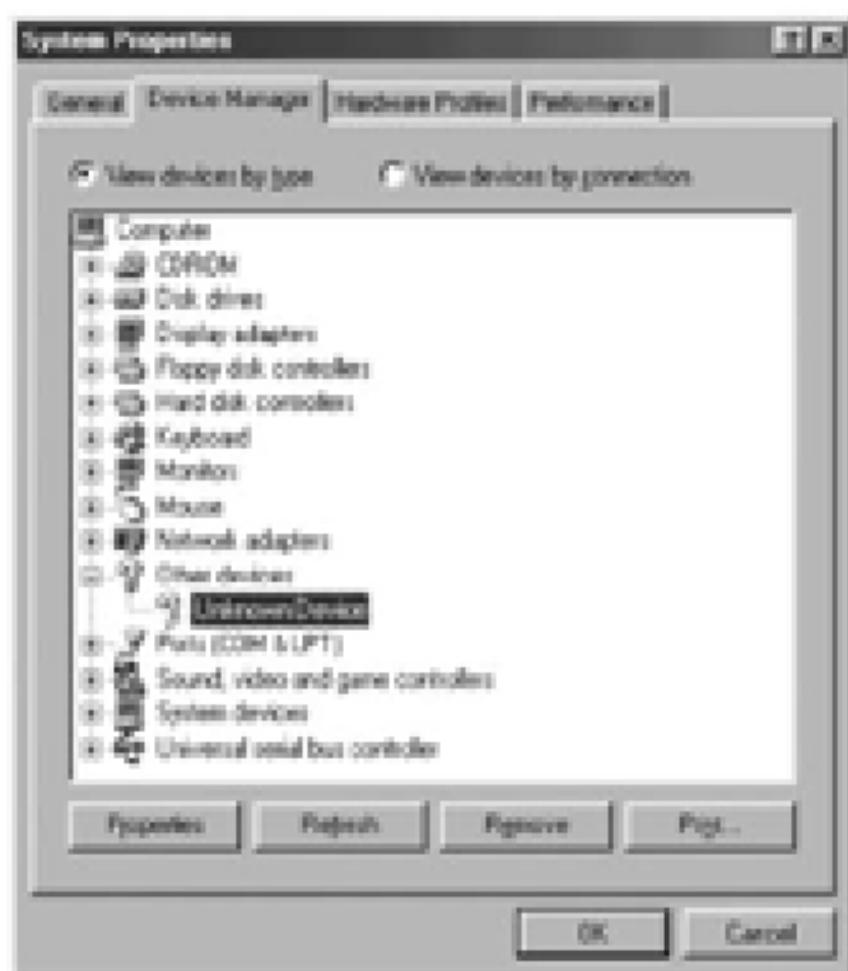 System Properties
General Device Manager Hardware Profiles Performance
View devices by type View devices by connection
Computer
CDROM
Disk drives
Display adapters
Floppy disk controllers
Hard disk controllers
Keyboard
Monitors
Mouse
Network adapters
Other devices
Unknown Device
Ports (COM & LPT)
Sound, video and game controllers
System devices
Universal serial bus controller
Properties Refresh Remove Print...
OK Cancel